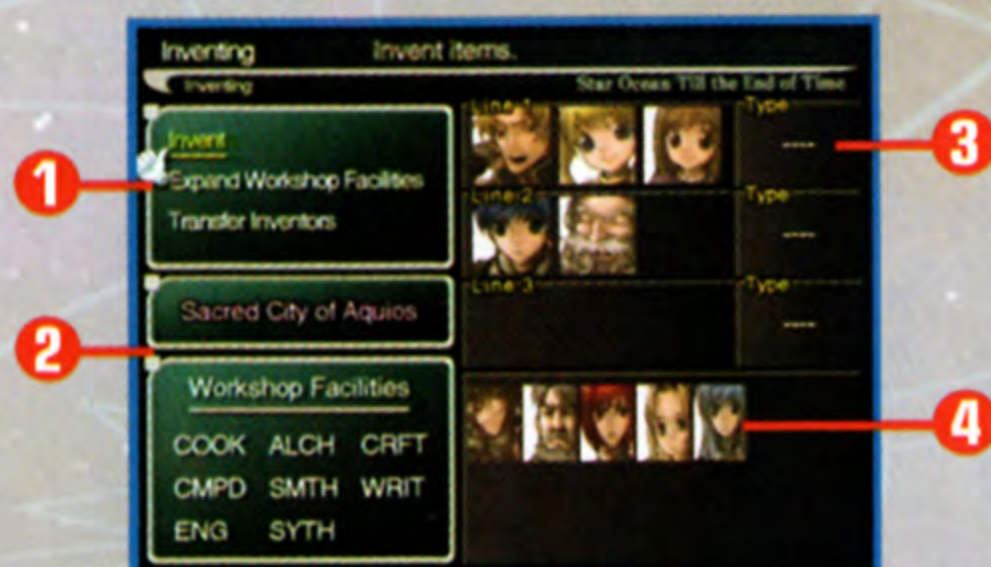 Inventing Invent items.
Inventing Star Ocean Till the End of Time
Invent
Expand Workshop Facilities
Transfer Inventors
Sacred City of Aquios
Workshop Facilities
COOK ALCH CRFT
CMPD SMTH WRIT
ENG SYTH
Line 1 Type
----
Line 2 Type
----
Line 3 Type
----
1
2
3
4